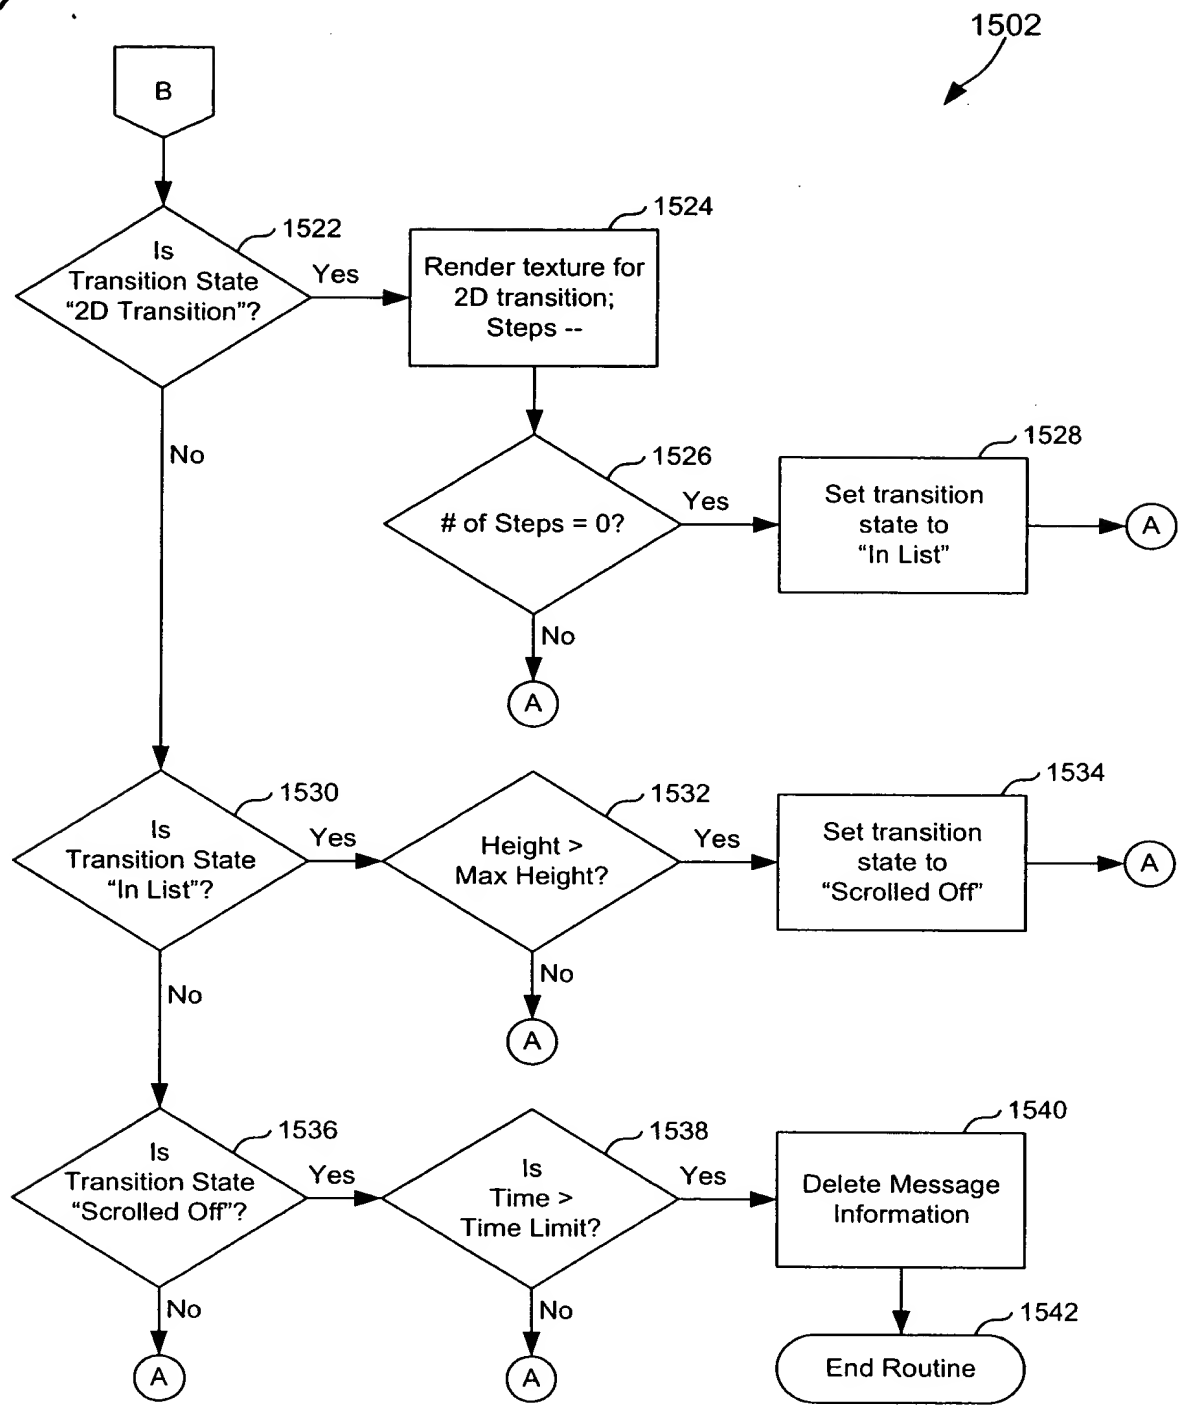 1502
B
1522
Is
Transition State
“2D Transition”?
Yes
1524
Render texture for
2D transition;
Steps --
No
1526
# of Steps = 0?
Yes
1528
Set transition
state to
“In List”
A
No
A
1530
Is
Transition State
“In List”?
Yes
1532
Height >
Max Height?
Yes
1534
Set transition
state to
“Scrolled Off”
A
No
A
No
1536
Is
Transition State
“Scrolled Off”?
Yes
1538
Is
Time >
Time Limit?
Yes
1540
Delete Message
Information
No
A
No
A
1542
End Routine